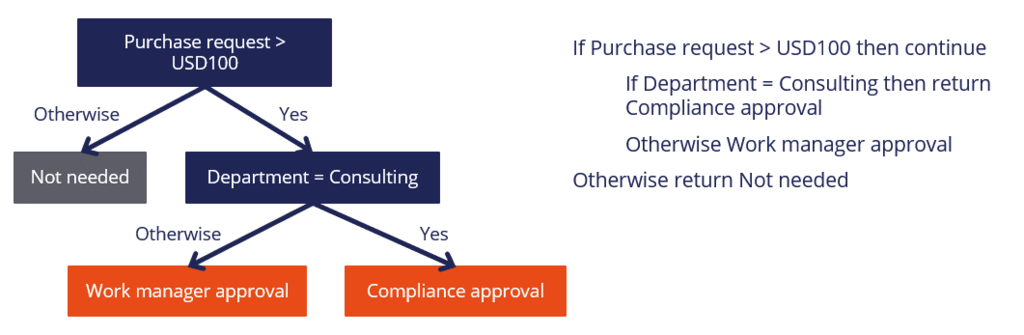 Purchase request >
USD100
Otherwise
Yes
Not needed
Department = Consulting
Otherwise
Yes
Work manager approval
Compliance approval
If Purchase request > USD100 then continue
If Department = Consulting then return
Compliance approval
Otherwise Work manager approval
Otherwise return Not needed